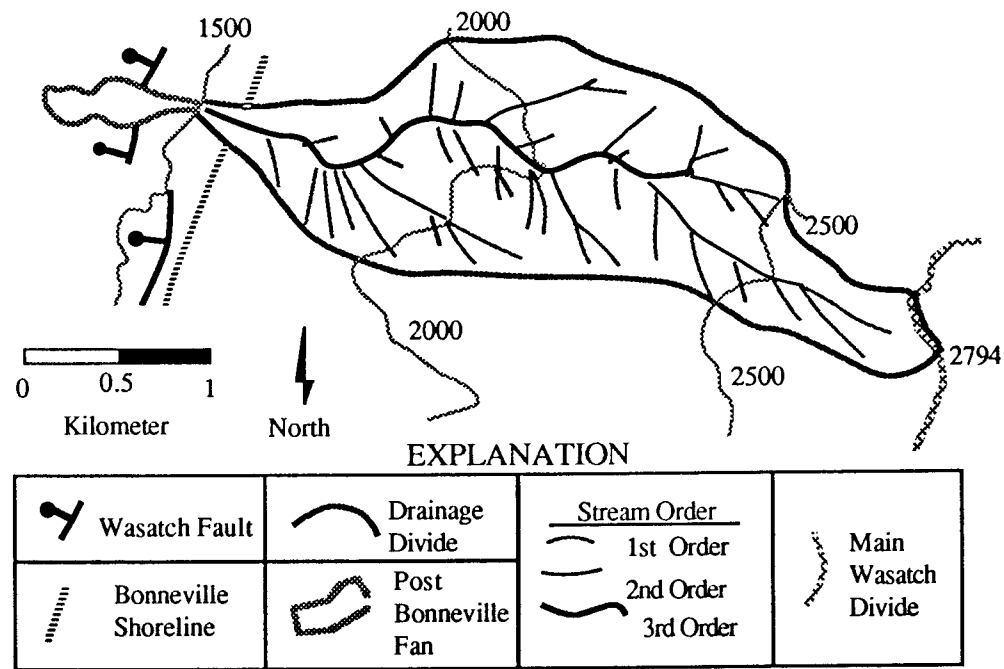 1500
2000
2500
2000
2500
2794
0 0.5 1
Kilometer
North
EXPLANATION
Wasatch Fault
Drainage
Divide
Stream Order
1st Order
2nd Order
3rd Order
Main
Wasatch
Divide
Bonneville
Shoreline
Post
Bonneville
Fan